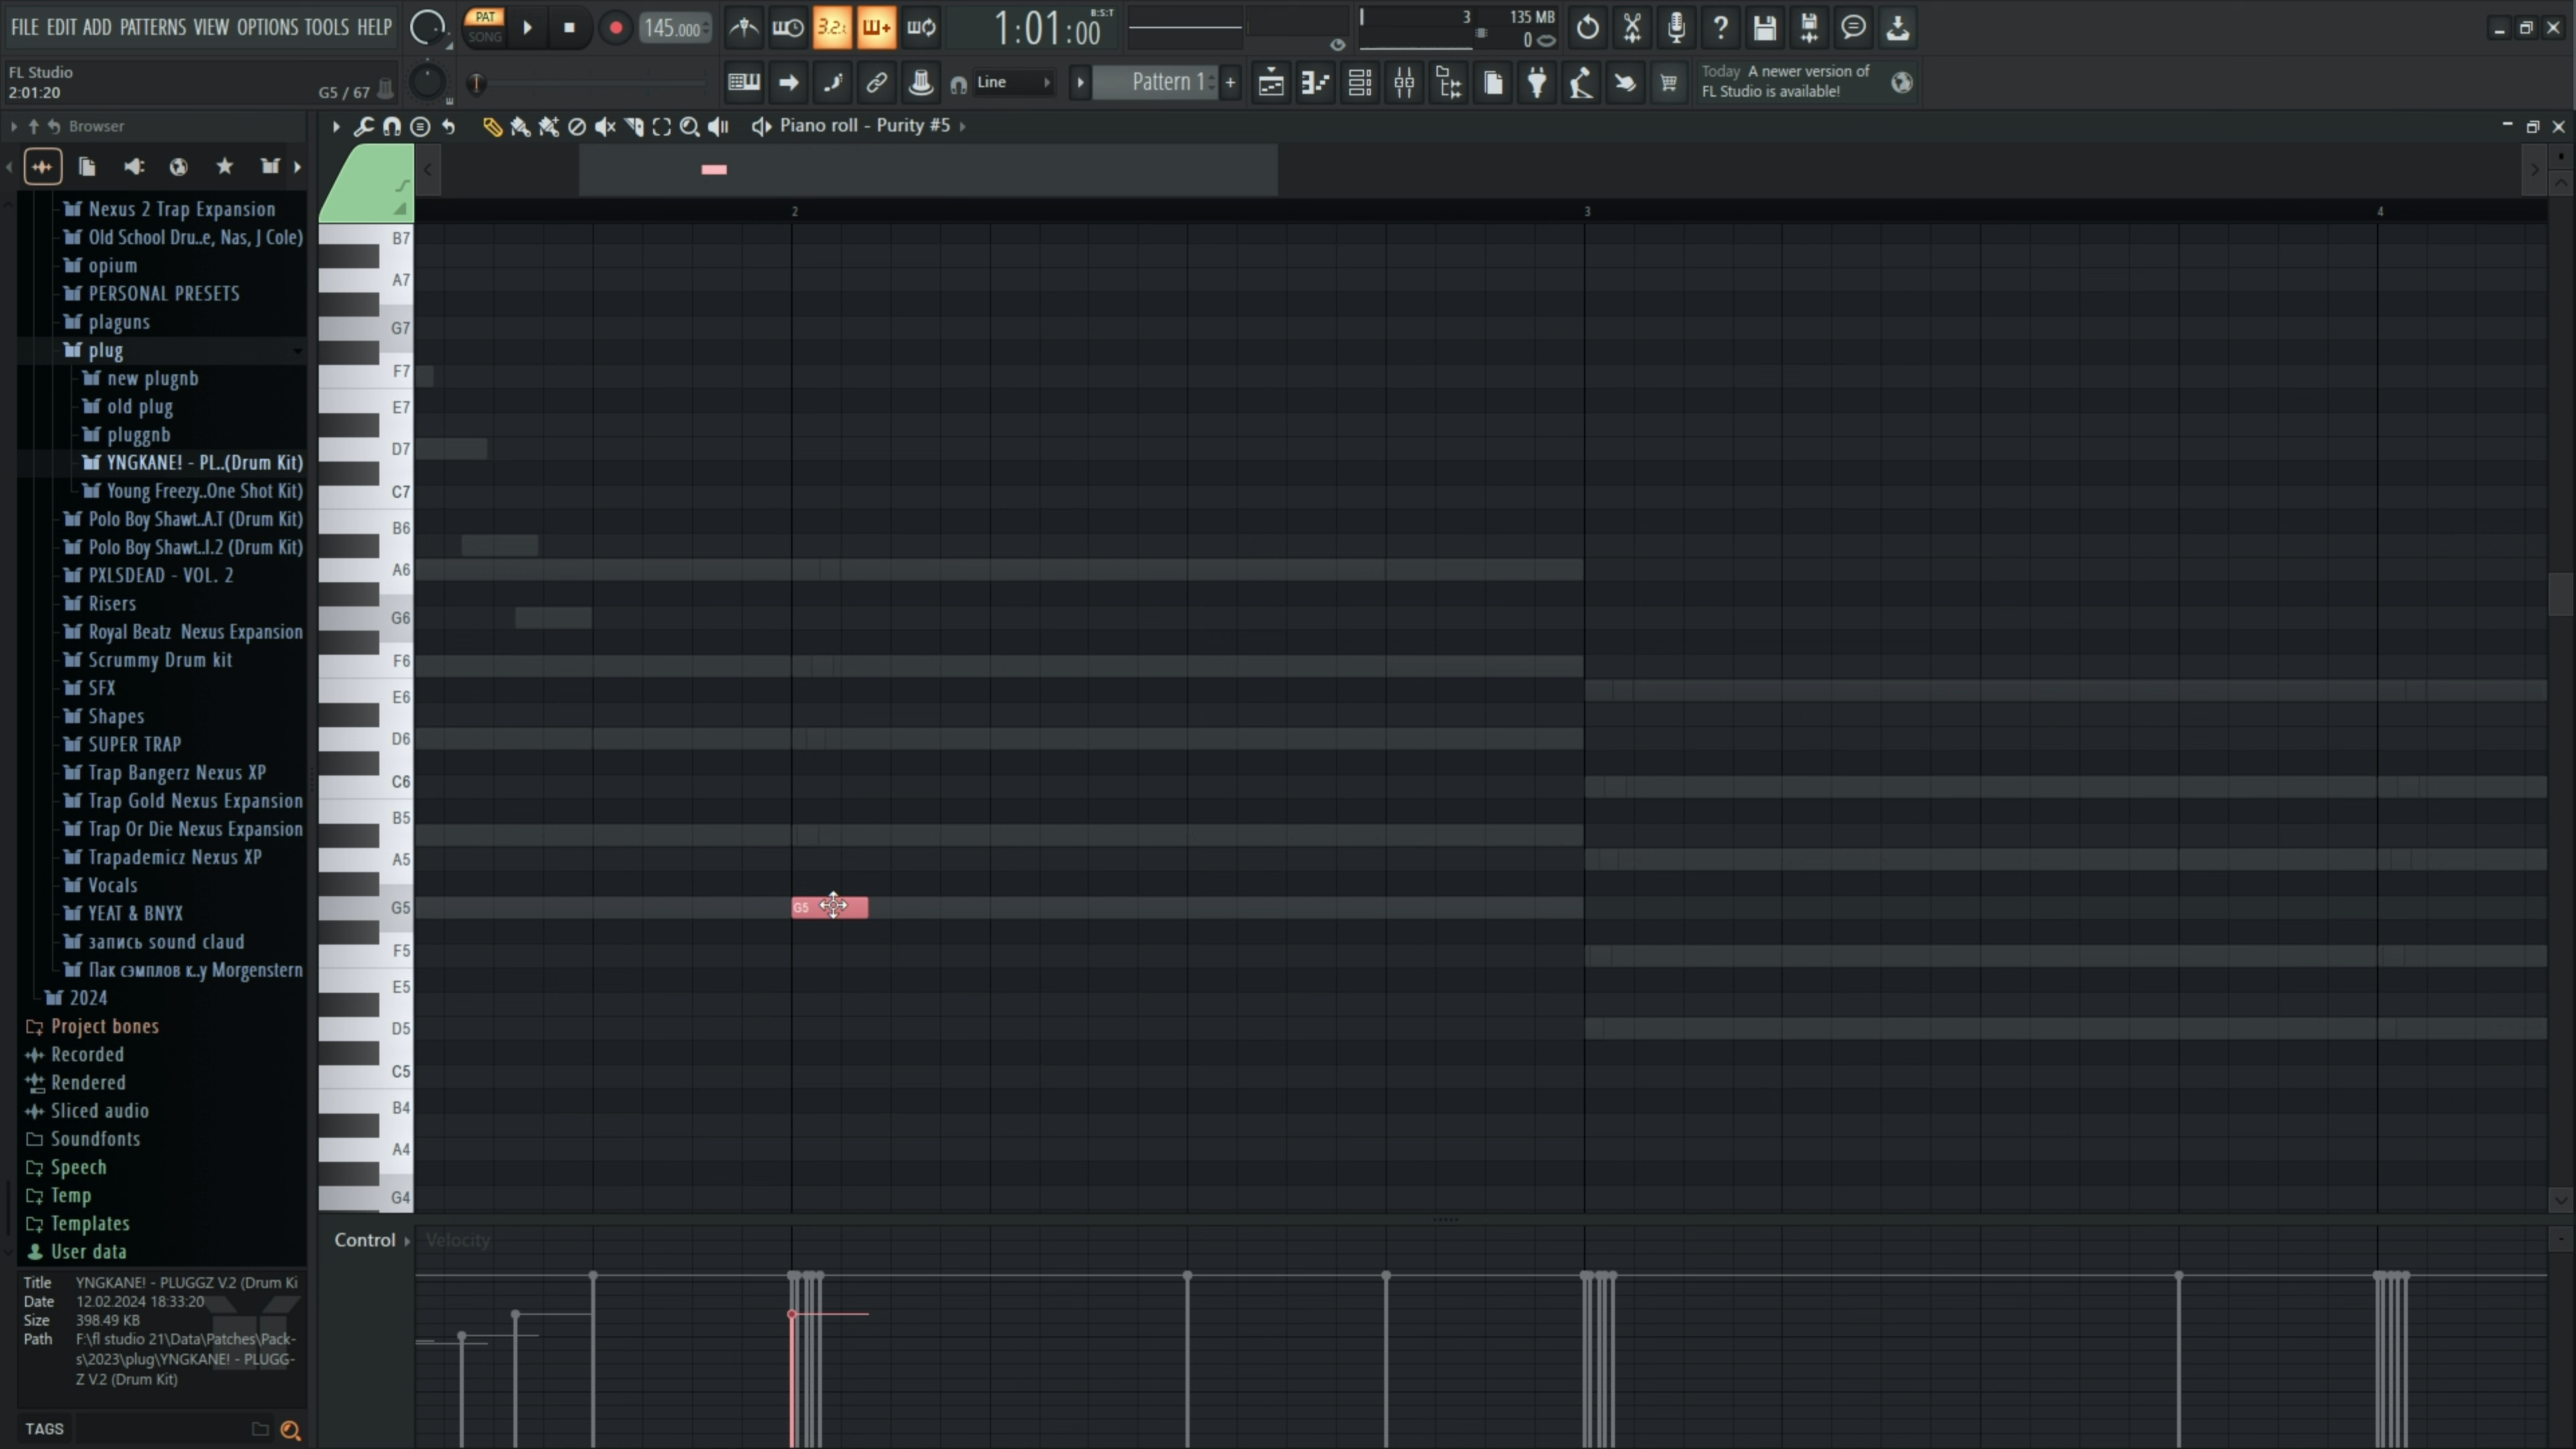 FILE EDIT ADD PATTERNS VIEW OPTIONS TOOLS HELP
PAT
SONG
145.000
3.2.
1:01:00
B:S:T
3
135 MB
0
FL Studio
2:01:20
G5 / 67
Line
Pattern 1
+
Today A newer version of
FL Studio is available!
Browser
Piano roll - Purity #5
2
3
4
Nexus 2 Trap Expansion
Old School Dru..e, Nas, J Cole)
opium
PERSONAL PRESETS
plaguns
plug
new plugnb
old plug
pluggnb
YNGKANE! - PL..(Drum Kit)
Young Freezy..One Shot Kit)
Polo Boy Shawt..A.T (Drum Kit)
Polo Boy Shawt..I.2 (Drum Kit)
PXLSDEAD - VOL. 2
Risers
Royal Beatz Nexus Expansion
Scrummy Drum kit
SFX
Shapes
SUPER TRAP
Trap Bangerz Nexus XP
Trap Gold Nexus Expansion
Trap Or Die Nexus Expansion
Trapademicz Nexus XP
Vocals
YEAT & BNYX
запись sound claud
Пак сэмплов к..у Morgenstern
2024
Project bones
Recorded
Rendered
Sliced audio
Soundfonts
Speech
Temp
Templates
User data
B7
A7
G7
F7
E7
D7
C7
B6
A6
G6
F6
E6
D6
C6
B5
A5
G5
G5
F5
E5
D5
C5
B4
A4
G4
Control
Velocity
Title YNGKANE! - PLUGGZ V.2 (Drum Ki
Date 12.02.2024 18:33:20
Size 398.49 KB
Path F:\fl studio 21\Data\Patches\Pack-
s\2023\plug\YNGKANE! - PLUGG-
Z V.2 (Drum Kit)
TAGS